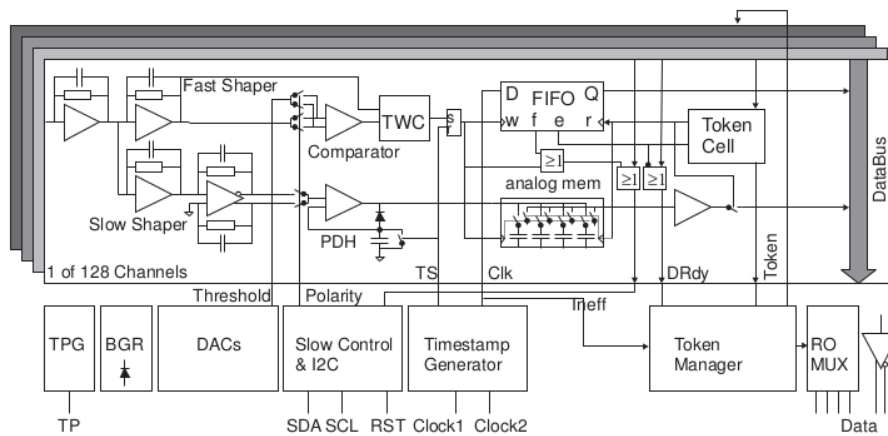 Fast Shaper
Comparator
TWC
s
r
D FIFO Q
w f e r
≥1
analog mem
≥1 ≥1
Token
Cell
DataBus
Slow Shaper
PDH
1 of 128 Channels
TS
Clk
DRdy
Token
Threshold
Polarity
Ineff
TPG
BGR
DACs
Slow Control
& I2C
Timestamp
Generator
Token
Manager
RO
MUX
TP
SDA SCL RST Clock1 Clock2
Data